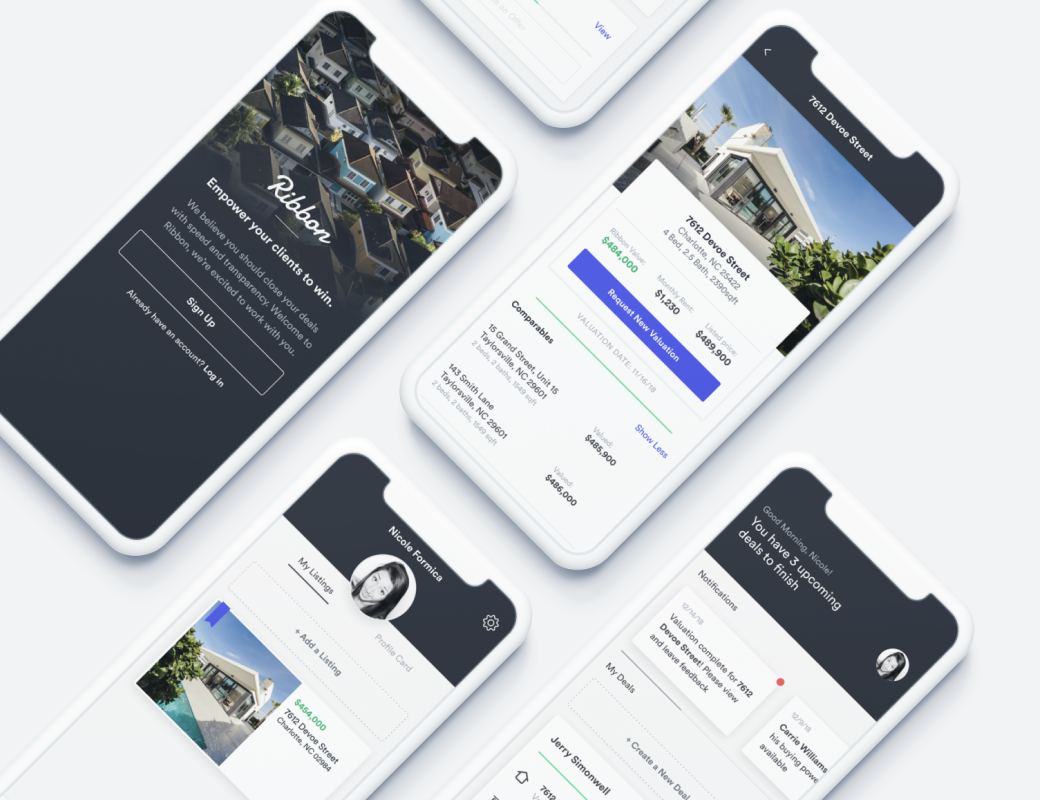 View
Ribbon
Empower your clients to win.
We believe you should close your deals
with speed and transparency. Welcome to
Ribbon, we're excited to work with you.
Sign Up
Already have an account? Log in
7612 Devoe Street
7612 Devoe Street
Charlotte, NC 25422
4 Bed, 2.5 Bath, 2390sqft
Ribbon Value:
$484,000
Monthly Rent:
$1,230
Listed price:
$489,900
Request New Valuation
VALUATION DATE: 11/16/18
Comparables
Show Less
15 Grand Street, Unit 15
Taylorsville, NC 29601
2 beds, 2 baths, 1549 sqft
Valued:
$485,900
143 Smith Lane
Taylorsville, NC 29601
2 beds, 2 baths, 1549 sqft
Valued:
$486,000
Nicole Formica
My Listings
Profile Card
+ Add a Listing
$454,000
7612 Devoe Street
Charlotte, NC 02984
Good Morning, Nicole!
You have 3 upcoming
deals to finish
Notifications
12/14/18
Valuation complete for 7612
Devoe Street! Please view
and leave feedback
12/9/18
Carrie Williams
his buying powe
available
My Deals
+ Create a New Deal
Jerry Simonwell
7612